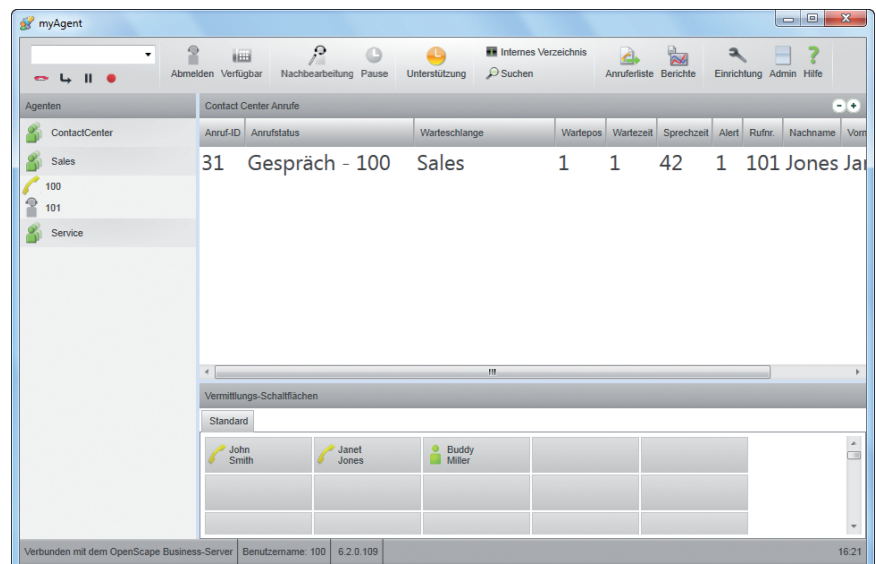 myAgent
Internes Verzeichnis
Suchen
Abmelden Verfügbar Nachbearbeitung Pause Unterstützung Anruferliste Berichte Einrichtung Admin Hilfe
Agenten
Contact Center Anrufe
ContactCenter
Sales
100
101
Service
Anruf-ID Anrufstatus Warteschlange Wartepos Wartezeit Sprechzeit Alert Rufnr. Nachname Vorn
31 Gespräch - 100 Sales 1 1 42 1 101 Jones Jar
Vermittlungs-Schaltflächen
Standard
John Smith
Janet Jones
Buddy Miller
Verbunden mit dem OpenScape Business-Server Benutzername: 100 6.2.0.109 16:21